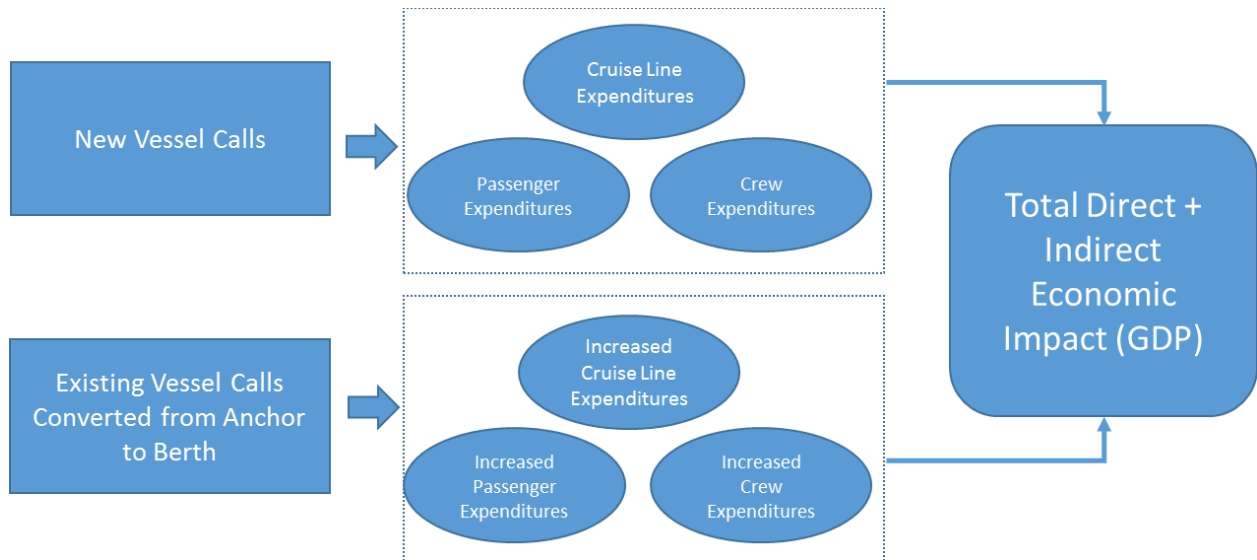 New Vessel Calls
Cruise Line
Expenditures
Passenger
Expenditures
Crew
Expenditures
Existing Vessel Calls
Converted from Anchor
to Berth
Increased
Cruise Line
Expenditures
Increased
Passenger
Expenditures
Increased
Crew
Expenditures
Total Direct +
Indirect
Economic
Impact (GDP)